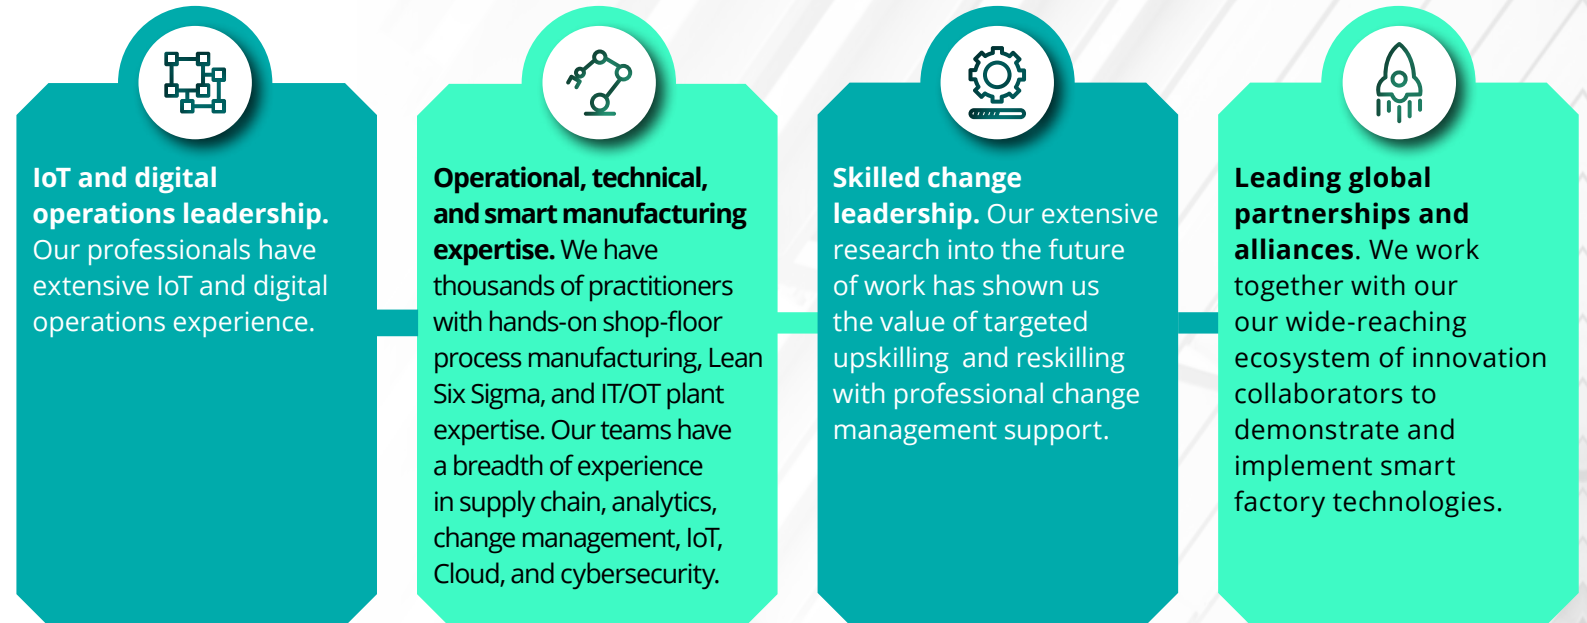 IoT and digital
operations leadership.
Our professionals have
extensive IoT and digital
operations experience.
Operational, technical,
and smart manufacturing
expertise. We have
thousands of practitioners
with hands-on shop-floor
process manufacturing, Lean
Six Sigma, and IT/OT plant
expertise. Our teams have
a breadth of experience
in supply chain, analytics,
change management, IoT,
Cloud, and cybersecurity.
Skilled change
leadership. Our extensive
research into the future
of work has shown us
the value of targeted
upskilling  and reskilling
with professional change
management support.
Leading global
partnerships and
alliances. We work
together with our
our wide-reaching
ecosystem of innovation
collaborators to
demonstrate and
implement smart
factory technologies.